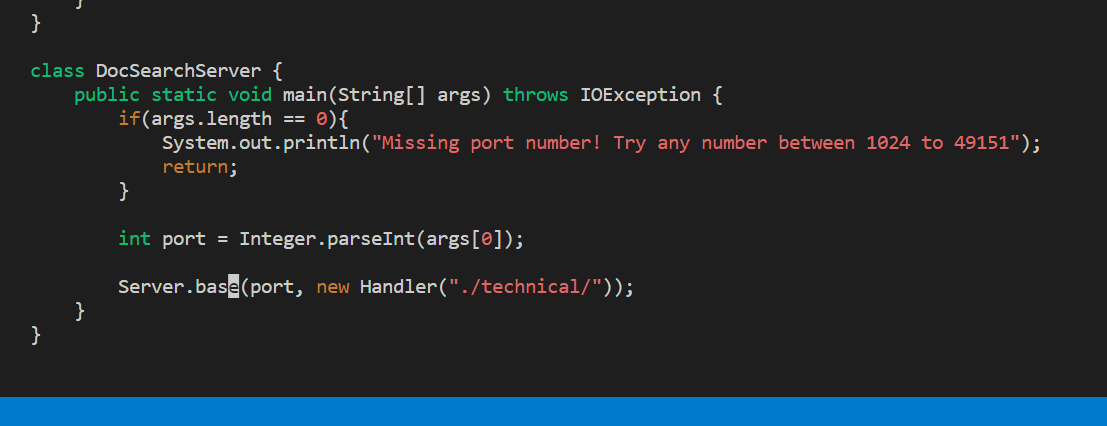 }
}
class DocSearchServer {
public static void main(String[] args) throws IOException {
if(args.length == 0){
System.out.println("Missing port number! Try any number between 1024 to 49151");
return;
}
int port = Integer.parseInt(args[0]);
Server.base(port, new Handler("./technical/"));
}
}